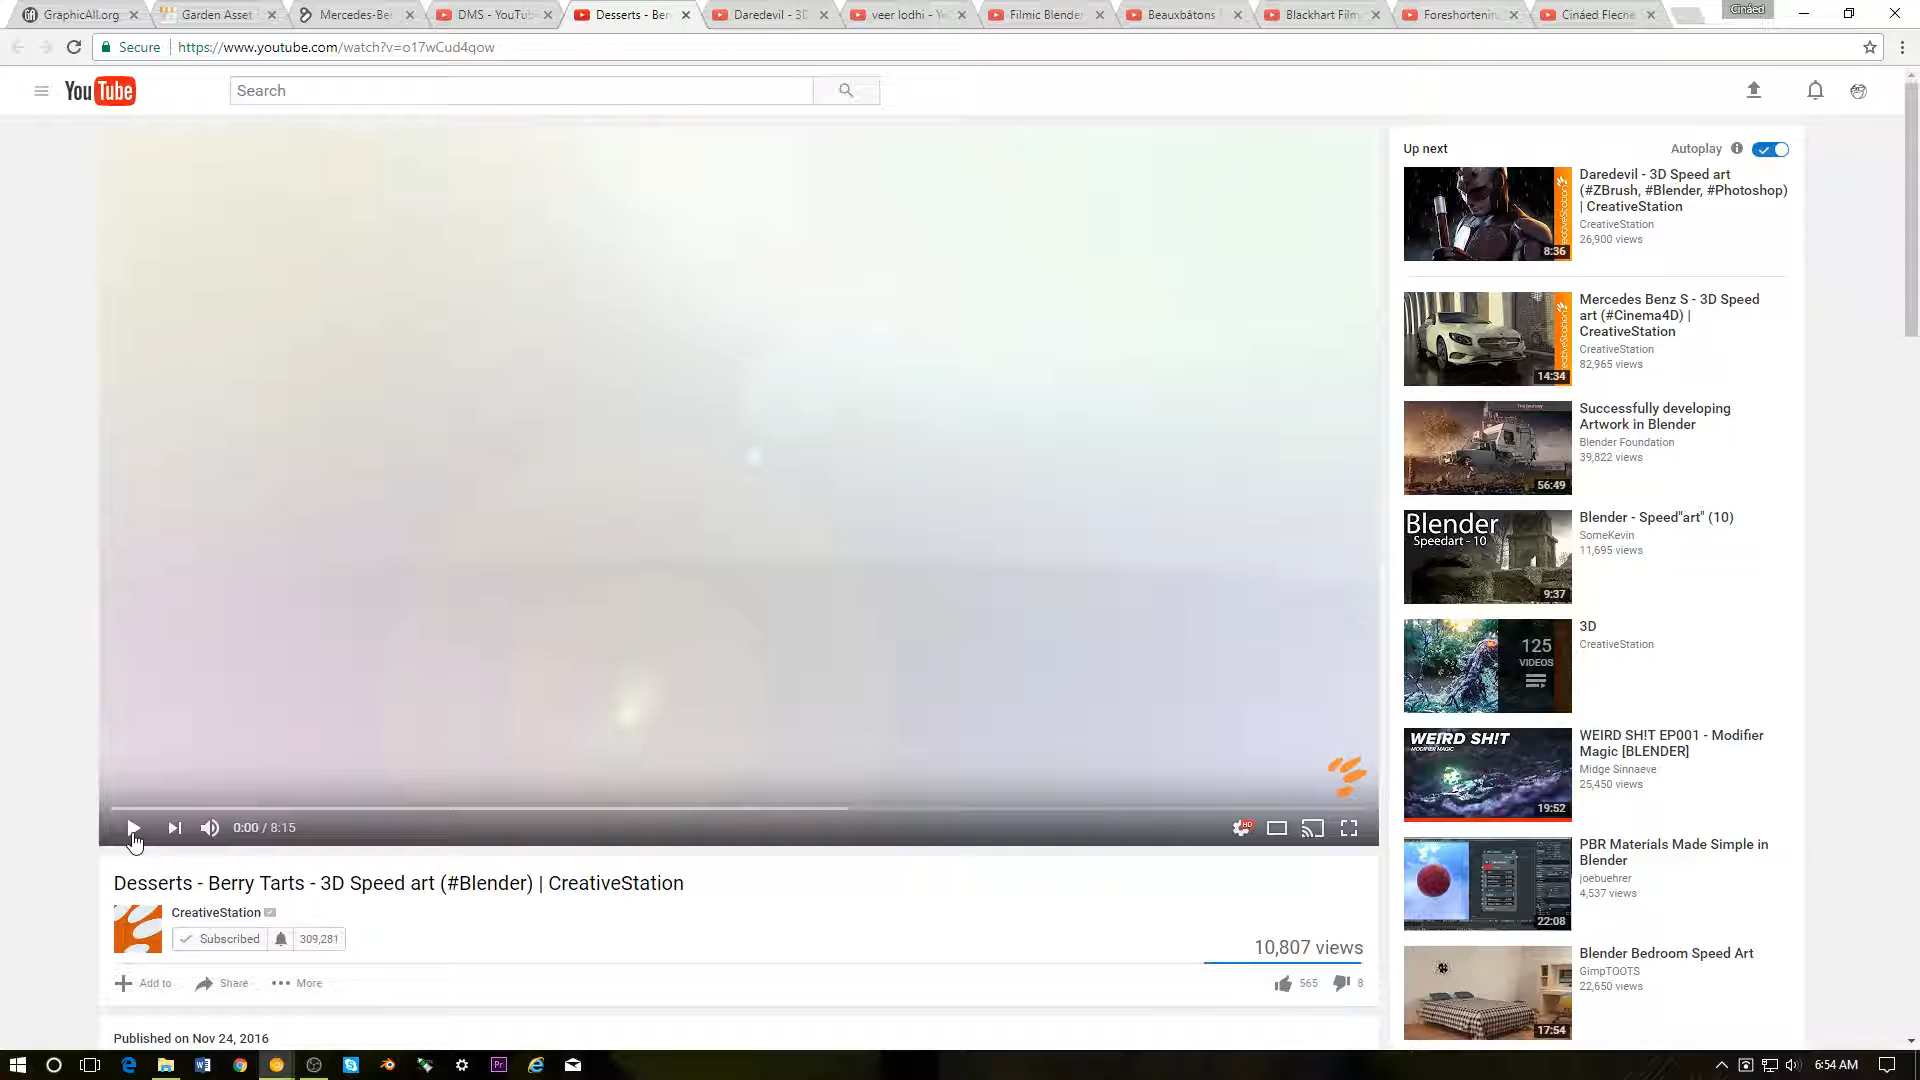 GraphicAll.org
Garden Asset
Mercedes-Be
DMS - YouTu
Desserts - Ber
Daredevil - 3D
veer lodhi - Y
Filmic Blender
Beauxbâtons
Blackhart Film
Foreshortenin
Cináed Flechc
Cináed
Secure
https://www.youtube.com/watch?v=o17wCud4qow
YouTube
Search
Up next
Autoplay
Daredevil - 3D Speed art
(#ZBrush, #Blender, #Photoshop)
| CreativeStation
CreativeStation
26,900 views
8:36
Mercedes Benz S - 3D Speed
art (#Cinema4D) |
CreativeStation
CreativeStation
82,965 views
14:34
Successfully developing
Artwork in Blender
Blender Foundation
39,822 views
56:49
Blender
Speedart - 10
Blender - Speed"art" (10)
SomeKevin
11,695 views
9:37
3D
CreativeStation
125
VIDEOS
WEIRD SH!T
MODIFIER MAGIC
WEIRD SH!T EP001 - Modifier
Magic [BLENDER]
Midge Sinnaeve
25,450 views
19:52
PBR Materials Made Simple in
Blender
joebuehrer
4,537 views
22:08
Blender Bedroom Speed Art
GimpTOOTS
22,650 views
17:54
0:00 / 8:15
HD
Desserts - Berry Tarts - 3D Speed art (#Blender) | CreativeStation
CreativeStation
Subscribed
309,281
10,807 views
Add to
Share
More
565
8
Published on Nov 24, 2016
6:54 AM